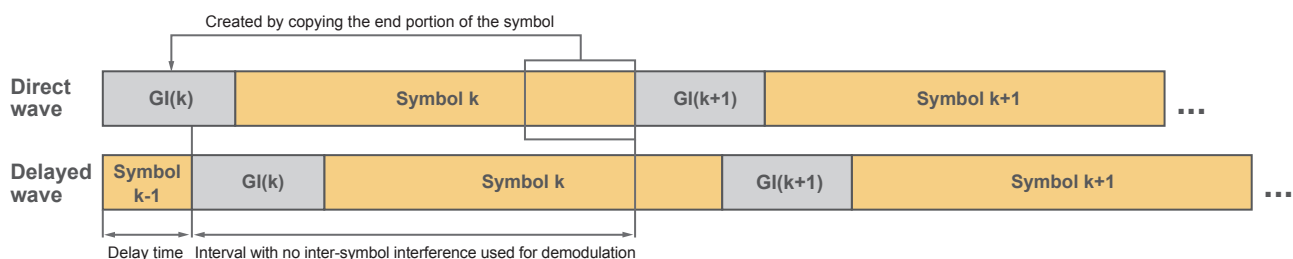 Created by copying the end portion of the symbol
Direct
wave
GI(k)
Symbol k
GI(k+1)
Symbol k+1
...
Delayed
wave
Symbol
k-1
GI(k)
Symbol k
GI(k+1)
Symbol k+1
...
Delay time
Interval with no inter-symbol interference used for demodulation